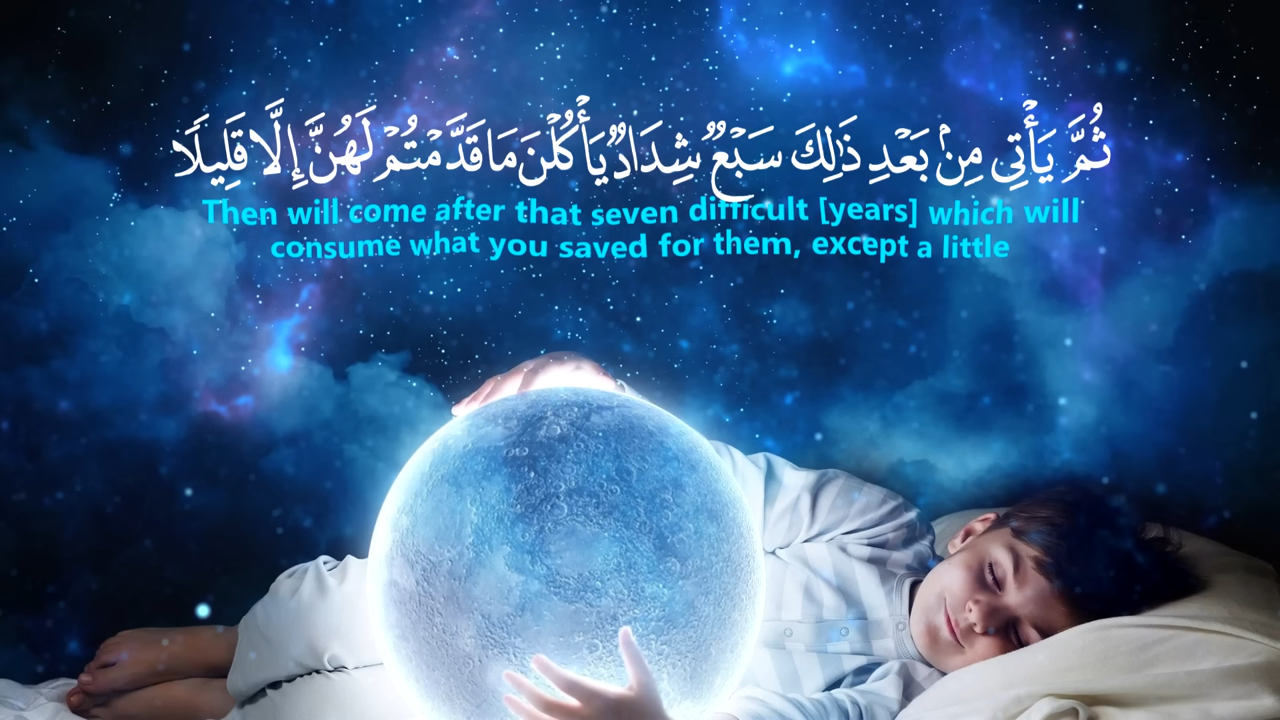 ثُمَّ يَأْتِي مِنْ بَعْدِ ذَٰلِكَ سَبْعٌ شِدَادٌ يَأْكُلْنَ مَا قَدَّمْتُمْ لَهُنَّ إِلَّا قَلِيلًا
Then will come after that seven difficult [years] which will
consume what you saved for them, except a little